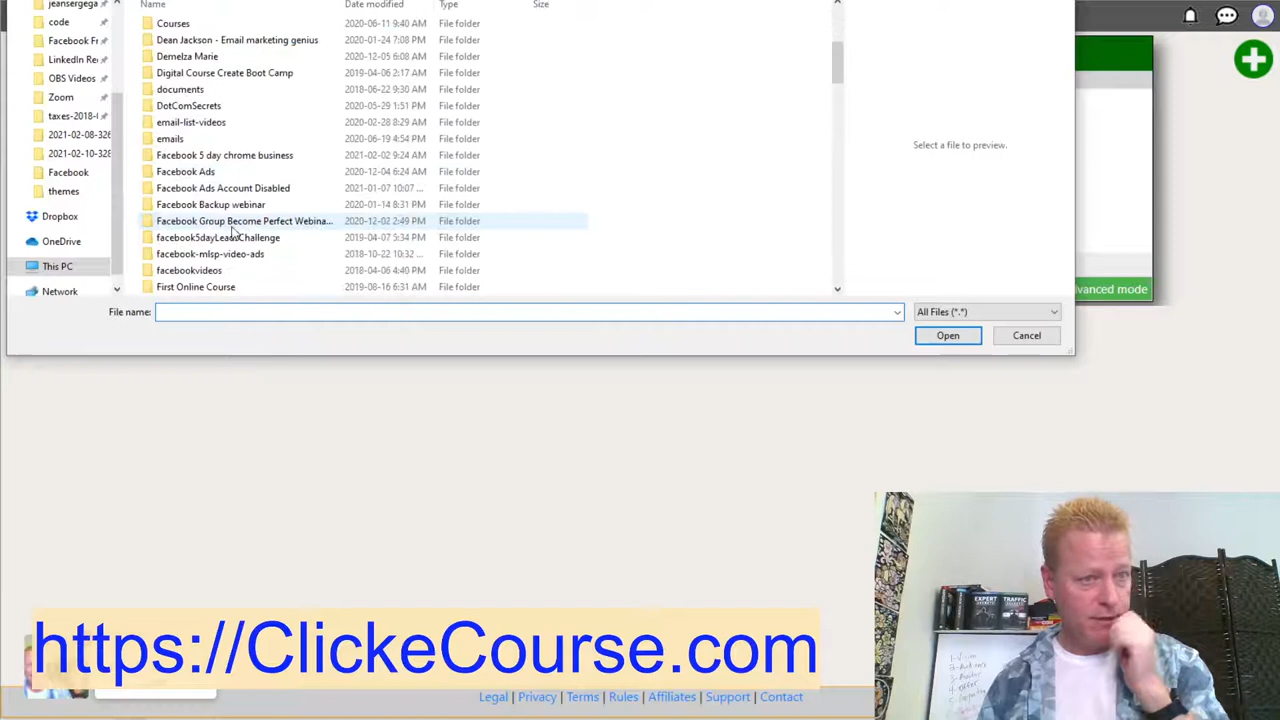 jeansergega
code
Facebook Fr
LinkedIn Re
OBS Videos
Zoom
taxes-2018-(
2021-02-08-326
2021-02-10-328
Facebook
themes
Dropbox
OneDrive
This PC
Network
Name Date modified Type Size
Courses 2020-06-11 9:40 AM File folder
Dean Jackson - Email marketing genius 2020-01-24 7:08 PM File folder
Demelza Marie 2020-12-05 6:08 AM File folder
Digital Course Create Boot Camp 2019-04-06 2:17 AM File folder
documents 2018-06-22 9:30 AM File folder
DotComSecrets 2020-05-29 1:51 PM File folder
email-list-videos 2020-02-28 8:29 AM File folder
emails 2020-06-19 4:54 PM File folder
Facebook 5 day chrome business 2021-02-02 9:24 AM File folder
Facebook Ads 2020-12-04 6:24 AM File folder
Facebook Ads Account Disabled 2021-01-07 10:07 ... File folder
Facebook Backup webinar 2020-01-14 8:31 PM File folder
Facebook Group Become Perfect Webina... 2020-12-02 2:49 PM File folder
facebook5dayLeadsChallenge 2019-04-07 5:34 PM File folder
facebook-mlsp-video-ads 2018-10-22 10:32 ... File folder
facebookvideos 2018-04-06 4:40 PM File folder
First Online Course 2019-08-16 6:31 AM File folder
Select a file to preview.
dvanced mode
File name: All Files (*.*)
Open Cancel
EXPERT TRAFFIC
1-Vision
https://ClickeCourse.com
Legal | Privacy | Terms | Rules | Affiliates | Support | Contact